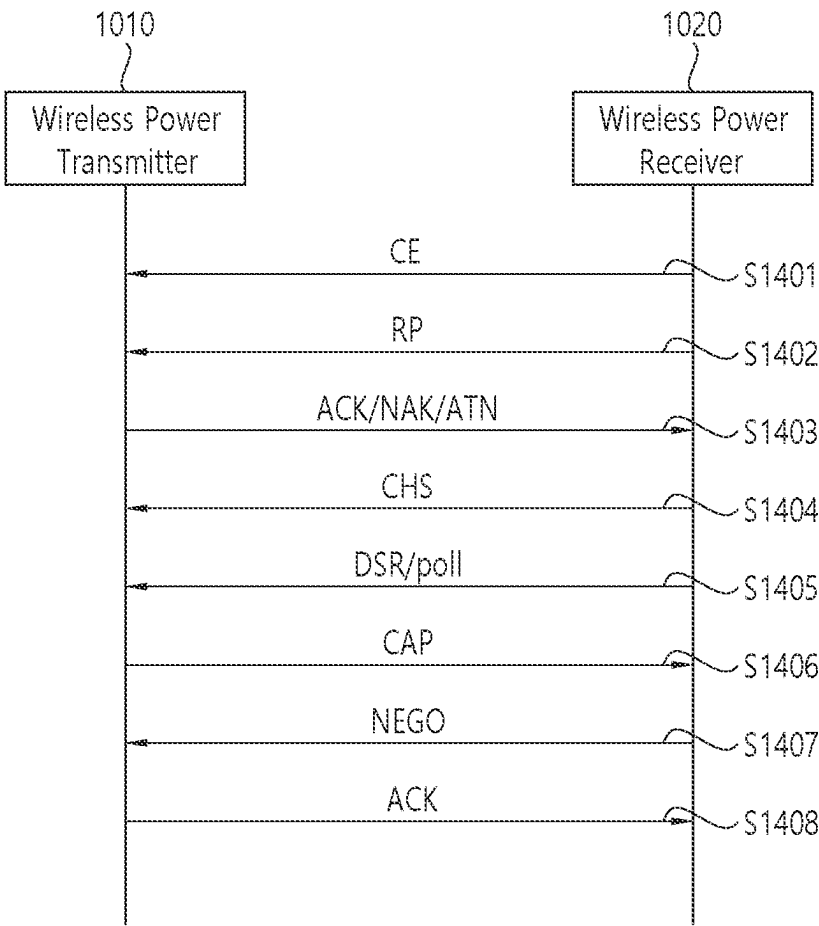 1010
1020
Wireless Power
Transmitter
Wireless Power
Receiver
CE
S1401
RP
S1402
ACK/NAK/ATN
S1403
CHS
S1404
DSR/poll
S1405
CAP
S1406
NEGO
S1407
ACK
S1408